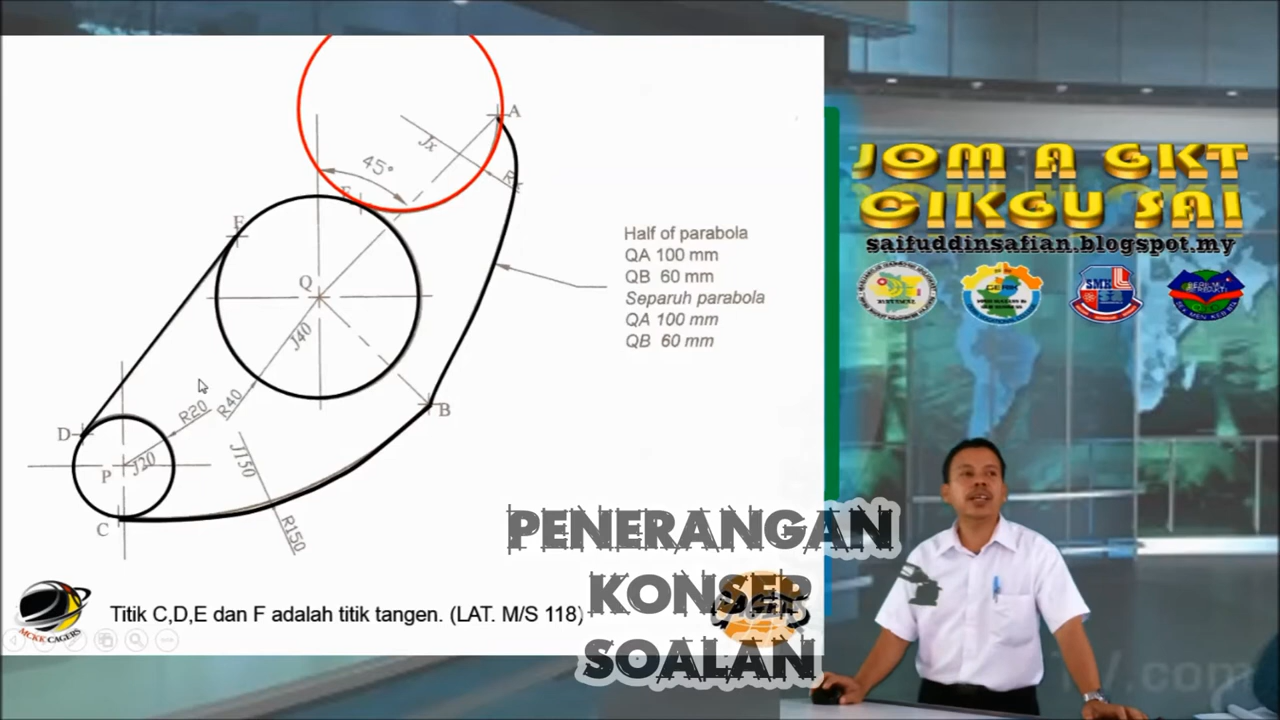 A
Jx
45°
E
F
Q
J40
R40
R20
D
P
J20
C
J150
R150
B
Half of parabola
QA 100 mm
QB 60 mm
Separuh parabola
QA 100 mm
QB 60 mm
Titik C,D,E dan F adalah titik tangen. (LAT. M/S 118)
MCKK CAGERS
PENERANGAN
KONSEP
SOALAN
JOM A GKT
CIKGU SAI
saifuddinsafian.blogspot.my
TV.com